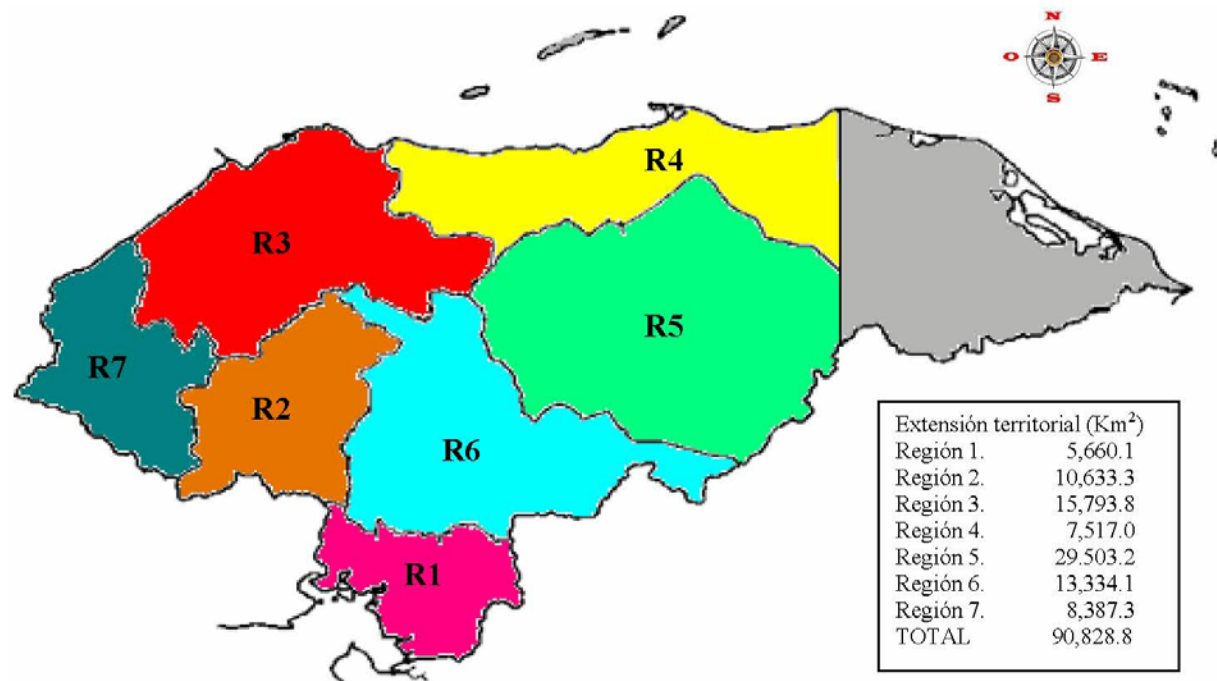 N
O E
S
R4
R3
R5
R7
R2
R6
R1
Extensión territorial (Km²)
Región 1. 5,660.1
Región 2. 10,633.3
Región 3. 15,793.8
Región 4. 7,517.0
Región 5. 29.503.2
Región 6. 13,334.1
Región 7. 8,387.3
TOTAL 90,828.8